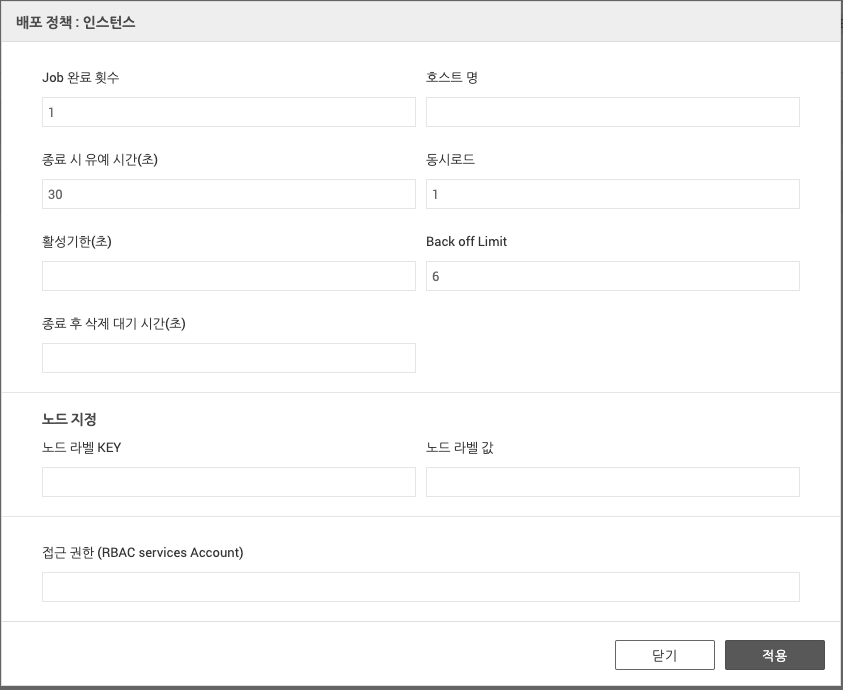 배포 정책 : 인스턴스
Job 완료 횟수
호스트 명
1
종료 시 유예 시간(초)
동시로드
30
1
활성기한(초)
Back off Limit
6
종료 후 삭제 대기 시간(초)
노드 지정
노드 라벨 KEY
노드 라벨 값
접근 권한 (RBAC services Account)
닫기
적용